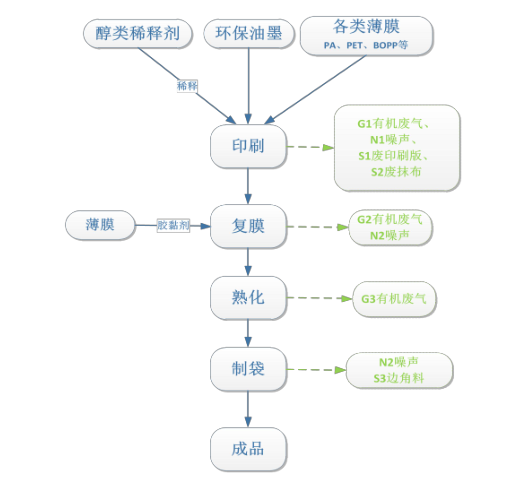 醇类稀释剂
环保油墨
各类薄膜
PA、PET、BOPP等
稀释
印刷
G1有机废气、
N1噪声、
S1废印刷版、
S2废抹布
薄膜
胶黏剂
复膜
G2有机废气
N2噪声
熟化
G3有机废气
制袋
N2噪声
S3边角料
成品